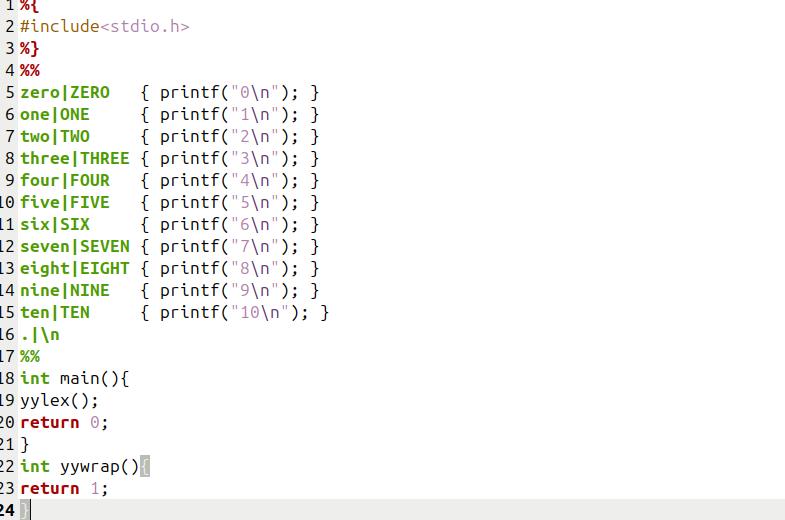 1 %{
2 #include<stdio.h>
3 %}
4 %%
5 zero|ZERO   { printf("0\n"); }
6 one|ONE     { printf("1\n"); }
7 two|TWO     { printf("2\n"); }
8 three|THREE { printf("3\n"); }
9 four|FOUR   { printf("4\n"); }
10 five|FIVE   { printf("5\n"); }
11 six|SIX     { printf("6\n"); }
12 seven|SEVEN { printf("7\n"); }
13 eight|EIGHT { printf("8\n"); }
14 nine|NINE   { printf("9\n"); }
15 ten|TEN     { printf("10\n"); }
16 .|\n
17 %%
18 int main(){
19 yylex();
20 return 0;
21 }
22 int yywrap(){
23 return 1;
24 }